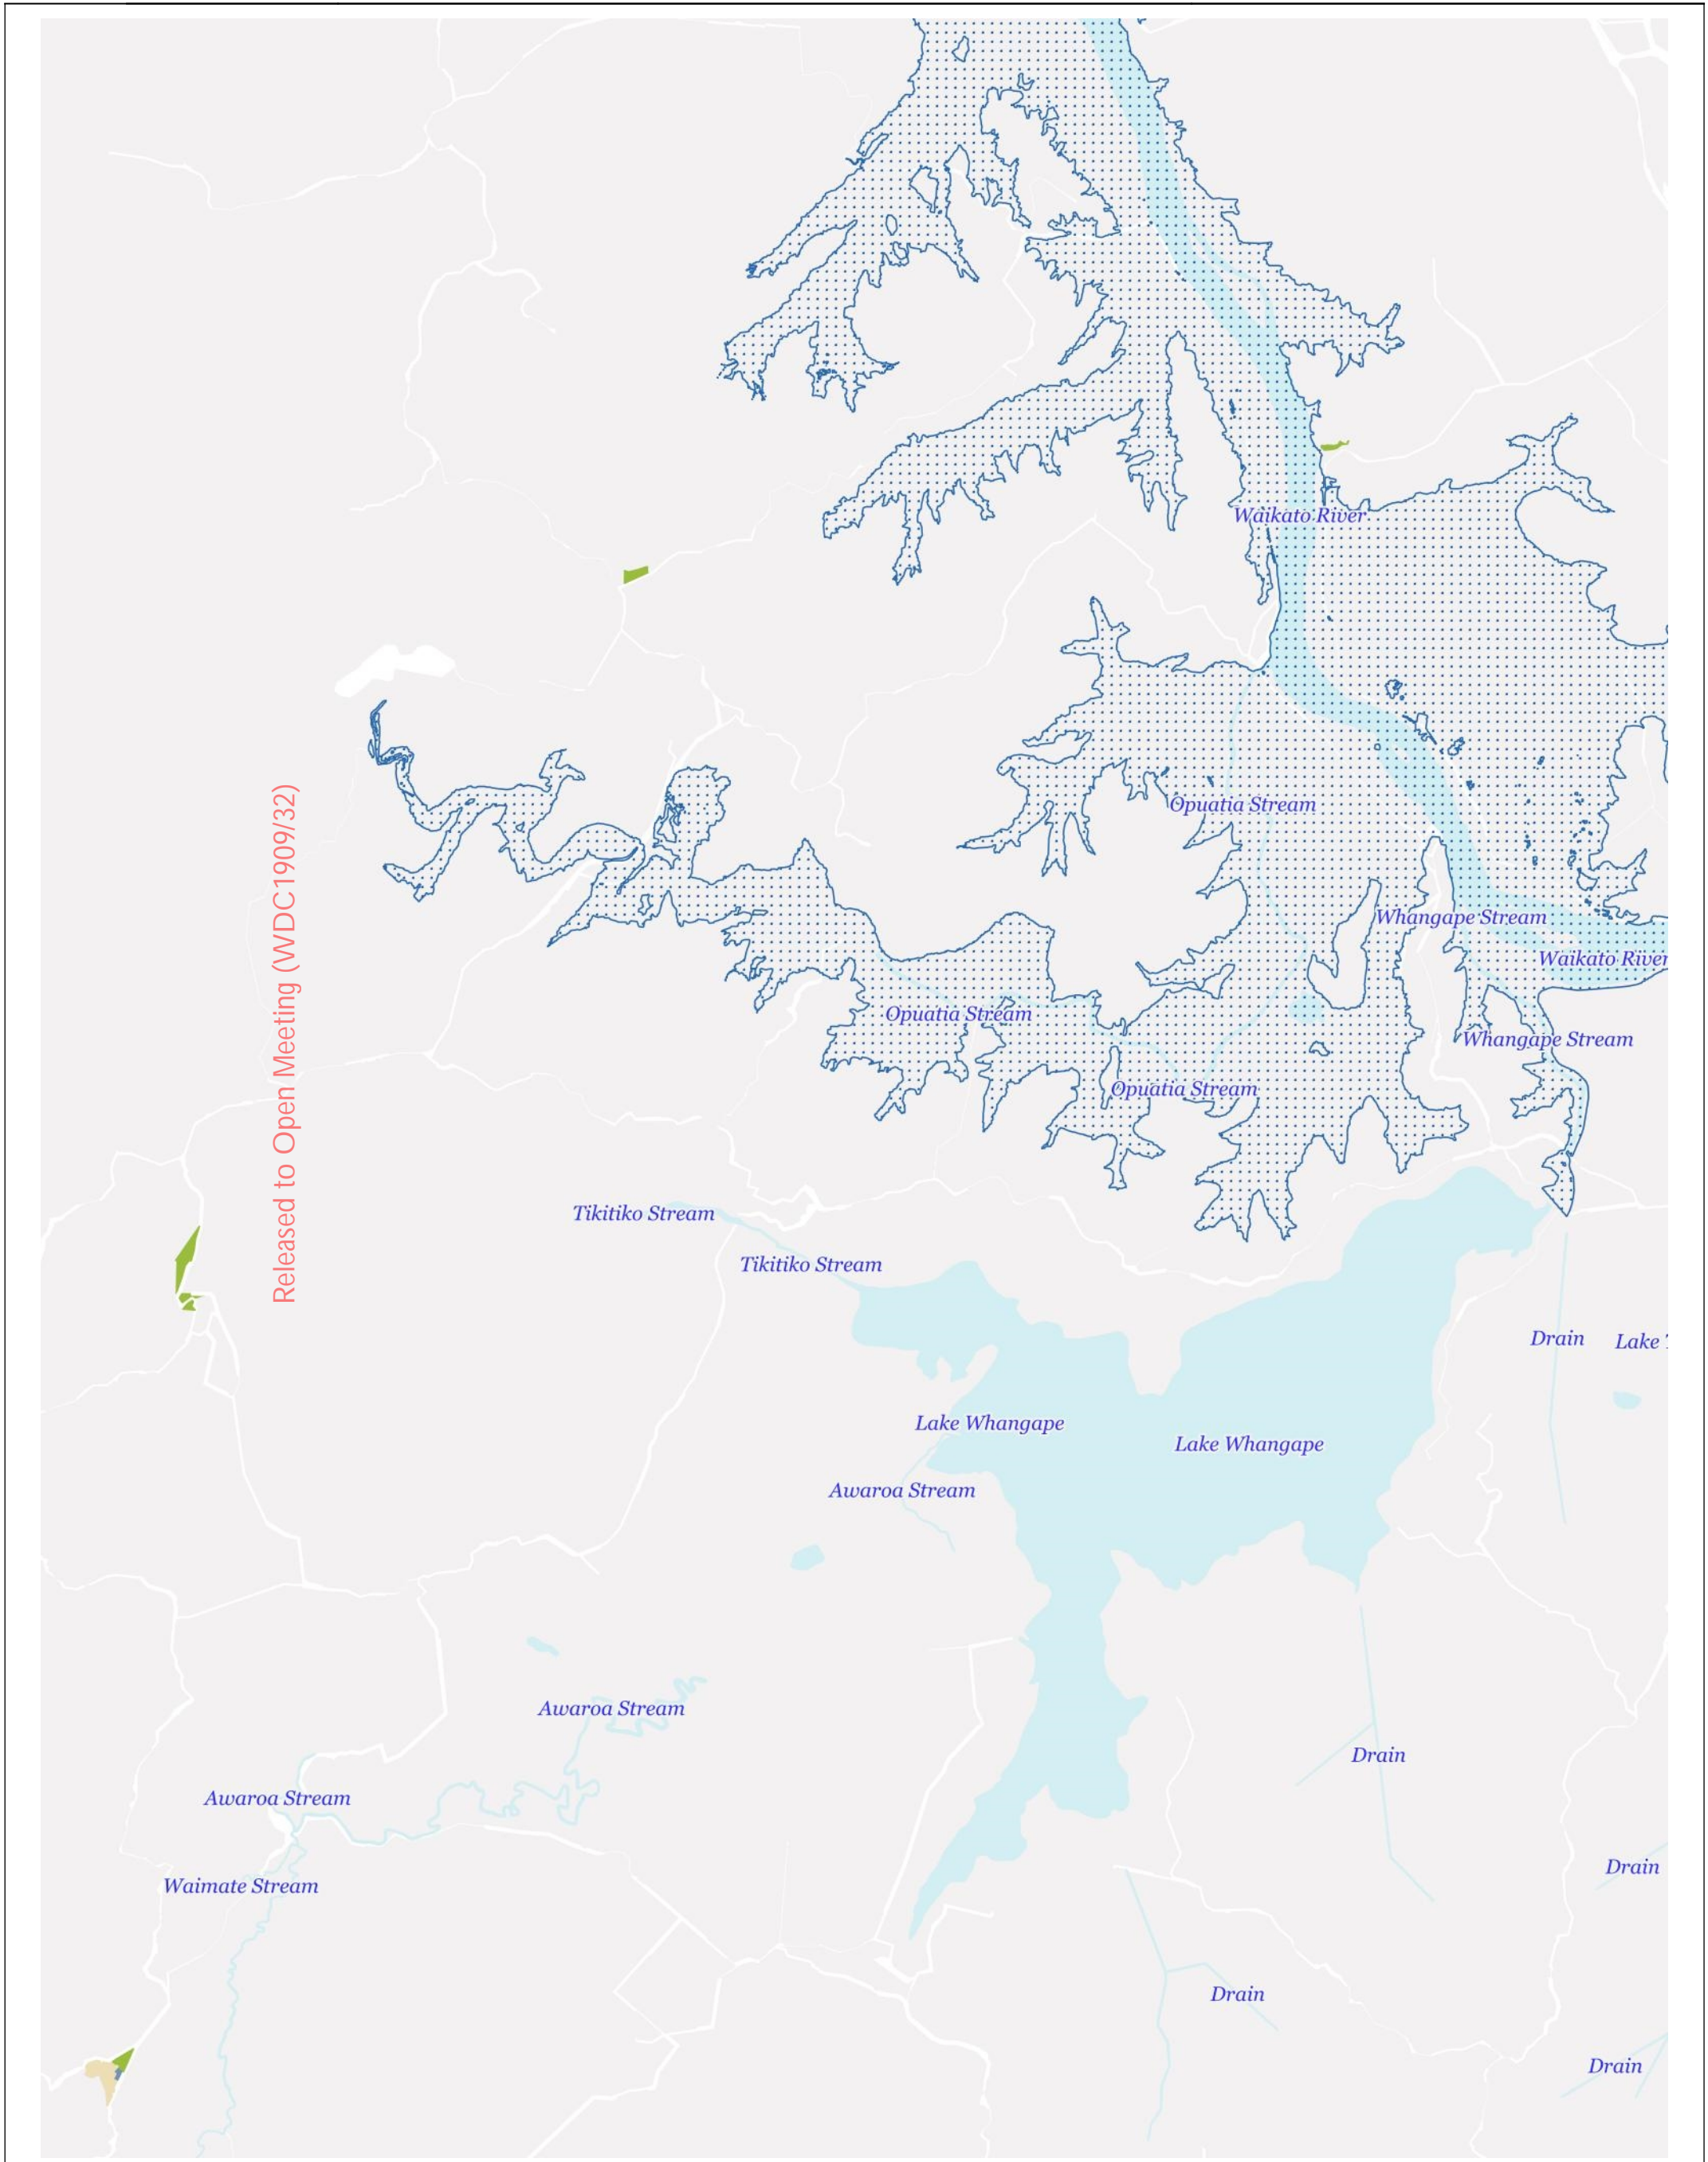 Waikato River
Opuatia Stream
Released to Open Meeting (WDC1909/32)
Whangape Stream
Waikato River
Opuatia Stream
Whangape Stream
Opuatia Stream
Tikitiko Stream
Tikitiko Stream
Drain
Lake
Lake Whangape
Lake Whangape
Awaroa Stream
Awaroa Stream
Drain
Awaroa Stream
Drain
Waimate Stream
Drain
Drain